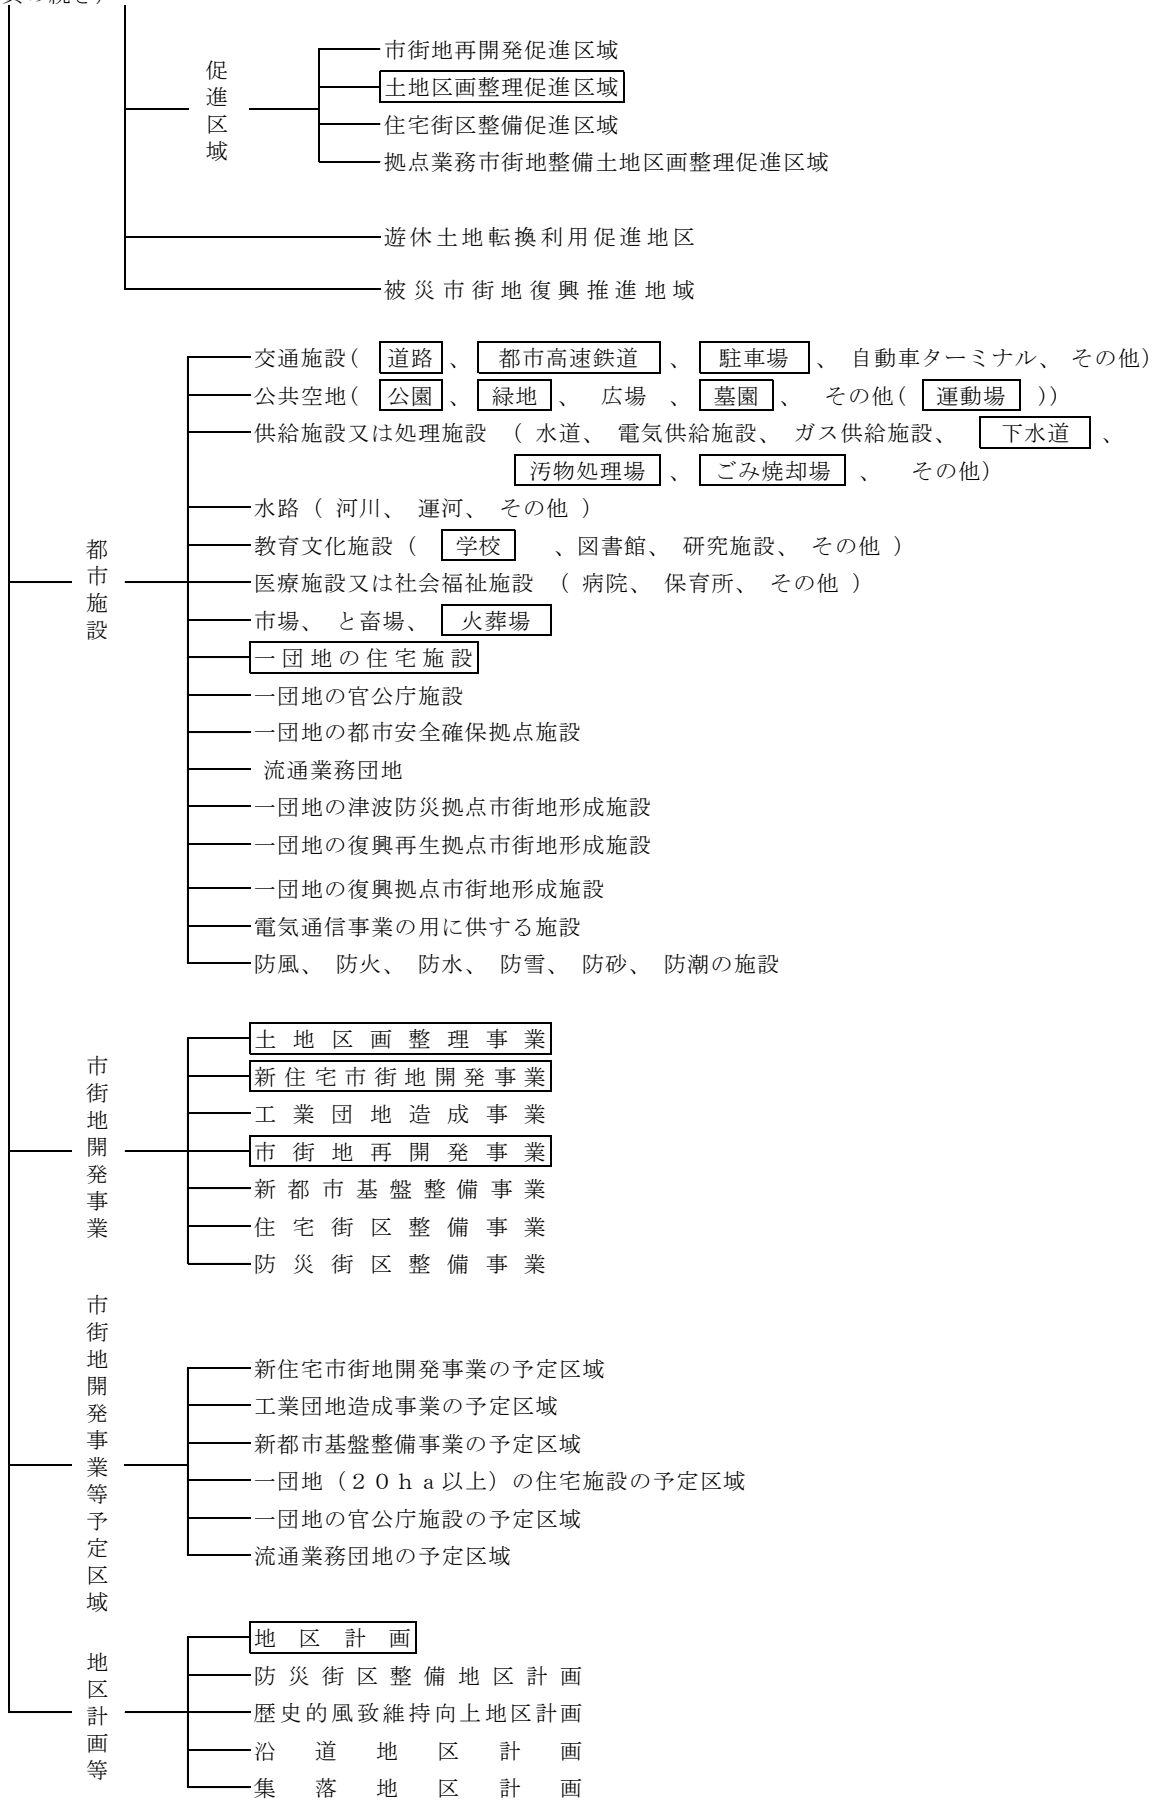 促進区域
市街地再開発促進区域
土地区画整理促進区域
住宅街区整備促進区域
拠点業務市街地整備土地区画整理促進区域
遊休土地転換利用促進地区
被災市街地復興推進地域
都市施設
交通施設( 道路 、 都市高速鉄道 、 駐車場 、 自動車ターミナル、 その他)
公共空地( 公園 、 緑地 、 広場 、 墓園 、 その他( 運動場 ))
供給施設又は処理施設 ( 水道、 電気供給施設、 ガス供給施設、 下水道 、
汚物処理場 、 ごみ焼却場 、 その他)
水路 ( 河川、 運河、 その他 )
教育文化施設 ( 学校 、図書館、 研究施設、 その他 )
医療施設又は社会福祉施設 ( 病院、 保育所、 その他 )
市場、 と畜場、 火葬場
一団地の住宅施設
一団地の官公庁施設
一団地の都市安全確保拠点施設
流通業務団地
一団地の津波防災拠点市街地形成施設
一団地の復興再生拠点市街地形成施設
一団地の復興拠点市街地形成施設
電気通信事業の用に供する施設
防風、 防火、 防水、 防雪、 防砂、 防潮の施設
市街地開発事業
土地区画整理事業
新住宅市街地開発事業
工業団地造成事業
市街地再開発事業
新都市基盤整備事業
住宅街区整備事業
防災街区整備事業
市街地開発事業等予定区域
新住宅市街地開発事業の予定区域
工業団地造成事業の予定区域
新都市基盤整備事業の予定区域
一団地（２０ｈａ以上）の住宅施設の予定区域
一団地の官公庁施設の予定区域
流通業務団地の予定区域
地区計画等
地区計画
防災街区整備地区計画
歴史的風致維持向上地区計画
沿道地区計画
集落地区計画